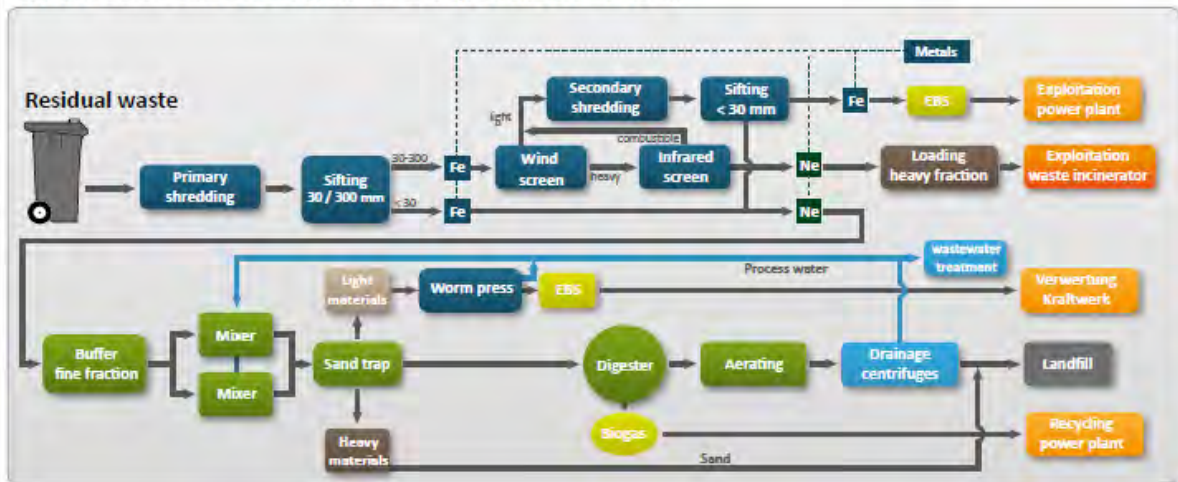 Metals
Residual waste
Secondary
shredding
Sifting
< 30 mm
Fe
EBS
Exploitation
power plant
light
combustible
Primary
shredding
Sifting
30 / 300 mm
30-300
< 30
Fe
Fe
Wind
screen
heavy
Infrared
screen
Ne
Ne
Loading
heavy fraction
Exploitation
waste incinerator
Light
materials
Worm press
EBS
Process water
wastewater
treatment
Verwertung
Kraftwerk
Buffer
fine fraction
Mixer
Mixer
Sand trap
Digester
Aerating
Drainage
centrifuges
Landfill
Heavy
materials
Biogas
Sand
Recycling
power plant